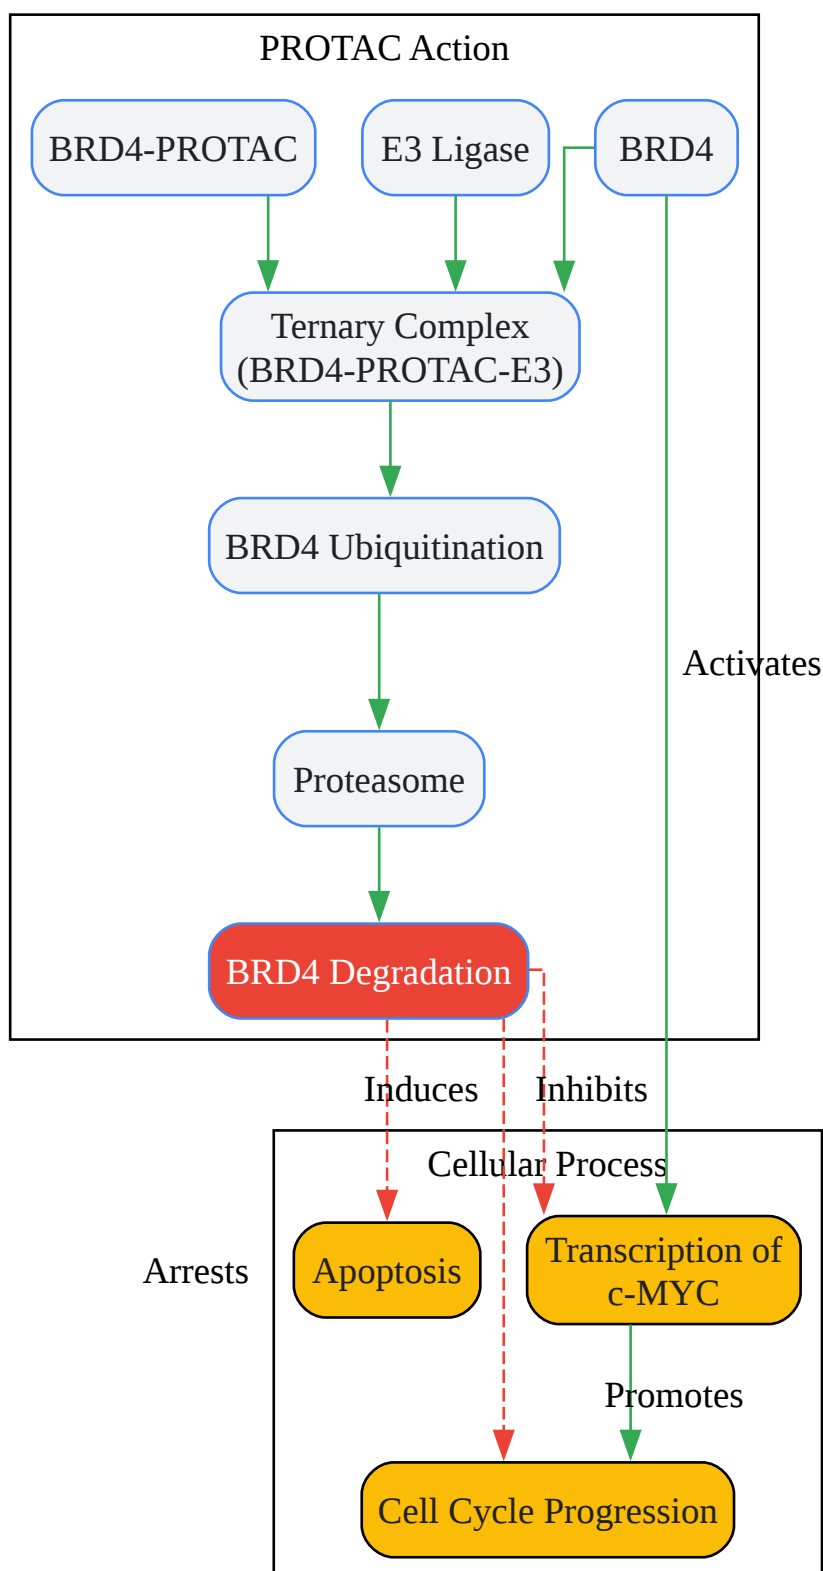 PROTAC Action
BRD4-PROTAC
E3 Ligase
BRD4
Ternary Complex
(BRD4-PROTAC-E3)
BRD4 Ubiquitination
Activates
Proteasome
BRD4 Degradation
Induces
Inhibits
Cellular Process
Arrests
Apoptosis
Transcription of
c-MYC
Promotes
Cell Cycle Progression